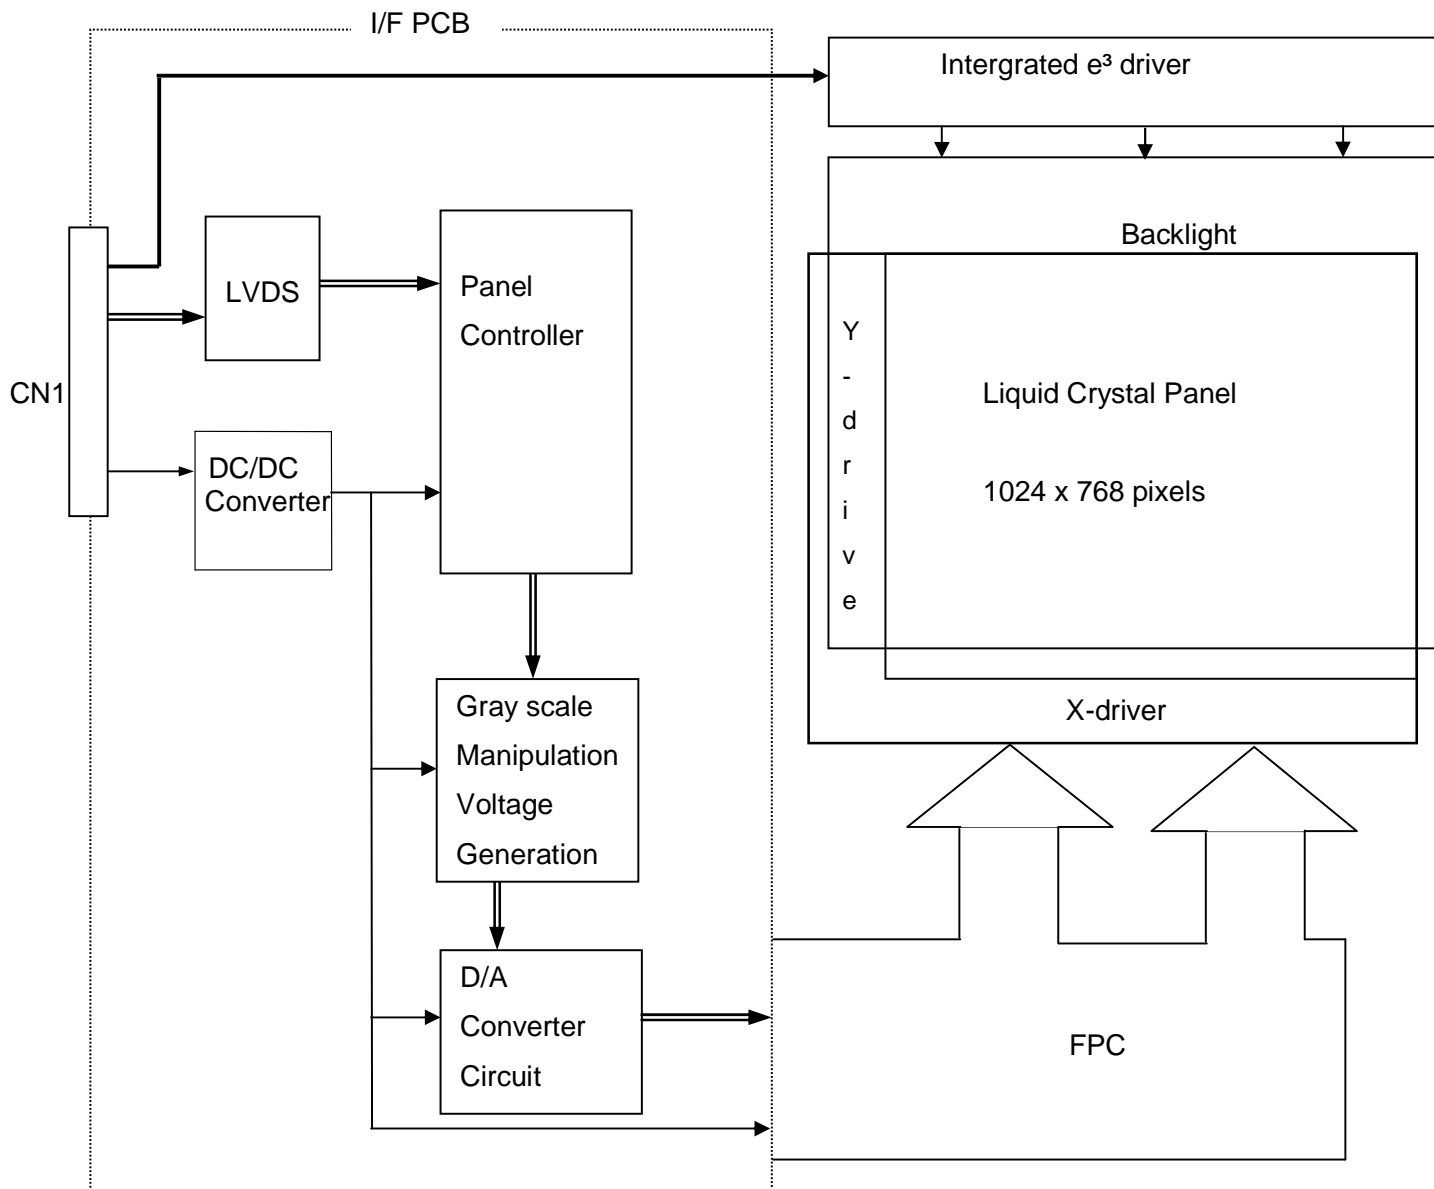 I/F PCB
Intergrated e³ driver
Backlight
LVDS
Panel
Controller
CN1
DC/DC
Converter
Y
-
d
r
i
v
e
Liquid Crystal Panel
1024 x 768 pixels
Gray scale
Manipulation
Voltage
Generation
X-driver
D/A
Converter
Circuit
FPC